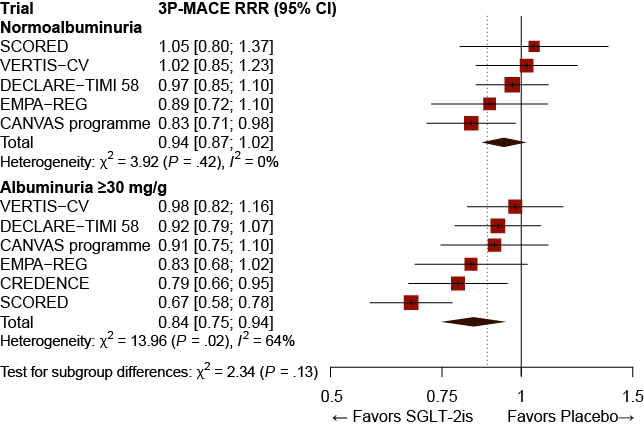 Trial 3P-MACE RRR (95% CI)
Normoalbuminuria
SCORED 1.05 [0.80; 1.37]
VERTIS−CV 1.02 [0.85; 1.23]
DECLARE−TIMI 58 0.97 [0.85; 1.10]
EMPA−REG 0.89 [0.72; 1.10]
CANVAS programme 0.83 [0.71; 0.98]
Total 0.94 [0.87; 1.02]
Heterogeneity: χ² = 3.92 (P = .42), I² = 0%
Albuminuria ≥30 mg/g
VERTIS−CV 0.98 [0.82; 1.16]
DECLARE−TIMI 58 0.92 [0.79; 1.07]
CANVAS programme 0.91 [0.75; 1.10]
EMPA−REG 0.83 [0.68; 1.02]
CREDENCE 0.79 [0.66; 0.95]
SCORED 0.67 [0.58; 0.78]
Total 0.84 [0.75; 0.94]
Heterogeneity: χ² = 13.96 (P = .02), I² = 64%
Test for subgroup differences: χ² = 2.34 (P = .13)
0.5 0.75 1 1.5
← Favors SGLT-2is Favors Placebo→